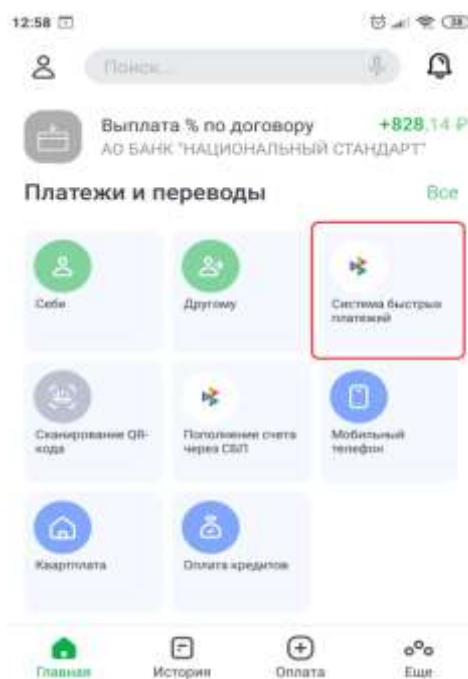 12:58
38
Поиск...
Выплата % по договору +828,14 ₽
АО БАНК "НАЦИОНАЛЬНЫЙ СТАНДАРТ"
Платежи и переводы Все
Себе
Другому
Система быстрых
платежей
Сканирование QR-
кода
Пополнение счета
через СБП
Мобильный
телефон
Квартплата
Оплата кредитов
Главная История Оплата Еще